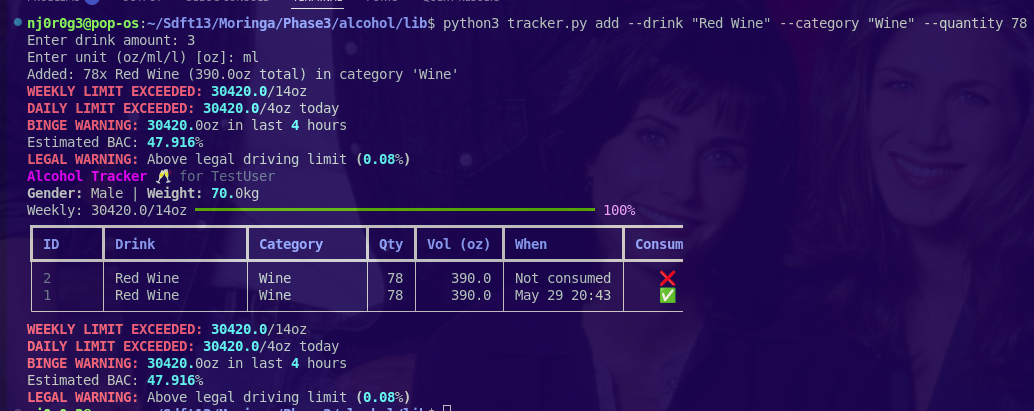 nj0r0g3@pop-os:~/Sdft13/Moringa/Phase3/alcohol/lib$ python3 tracker.py add --drink "Red Wine" --category "Wine" --quantity 78
Enter drink amount: 3
Enter unit (oz/ml/l) [oz]: ml
Added: 78x Red Wine (390.0oz total) in category 'Wine'
WEEKLY LIMIT EXCEEDED: 30420.0/14oz
DAILY LIMIT EXCEEDED: 30420.0/4oz today
BINGE WARNING: 30420.0oz in last 4 hours
Estimated BAC: 47.916%
LEGAL WARNING: Above legal driving limit (0.08%)
Alcohol Tracker 🥂 for TestUser
Gender: Male | Weight: 70.0kg
Weekly: 30420.0/14oz 100%
ID Drink Category Qty Vol (oz) When Consum
2 Red Wine Wine 78 390.0 Not consumed ❌
1 Red Wine Wine 78 390.0 May 29 20:43 ✅
WEEKLY LIMIT EXCEEDED: 30420.0/14oz
DAILY LIMIT EXCEEDED: 30420.0/4oz today
BINGE WARNING: 30420.0oz in last 4 hours
Estimated BAC: 47.916%
LEGAL WARNING: Above legal driving limit (0.08%)